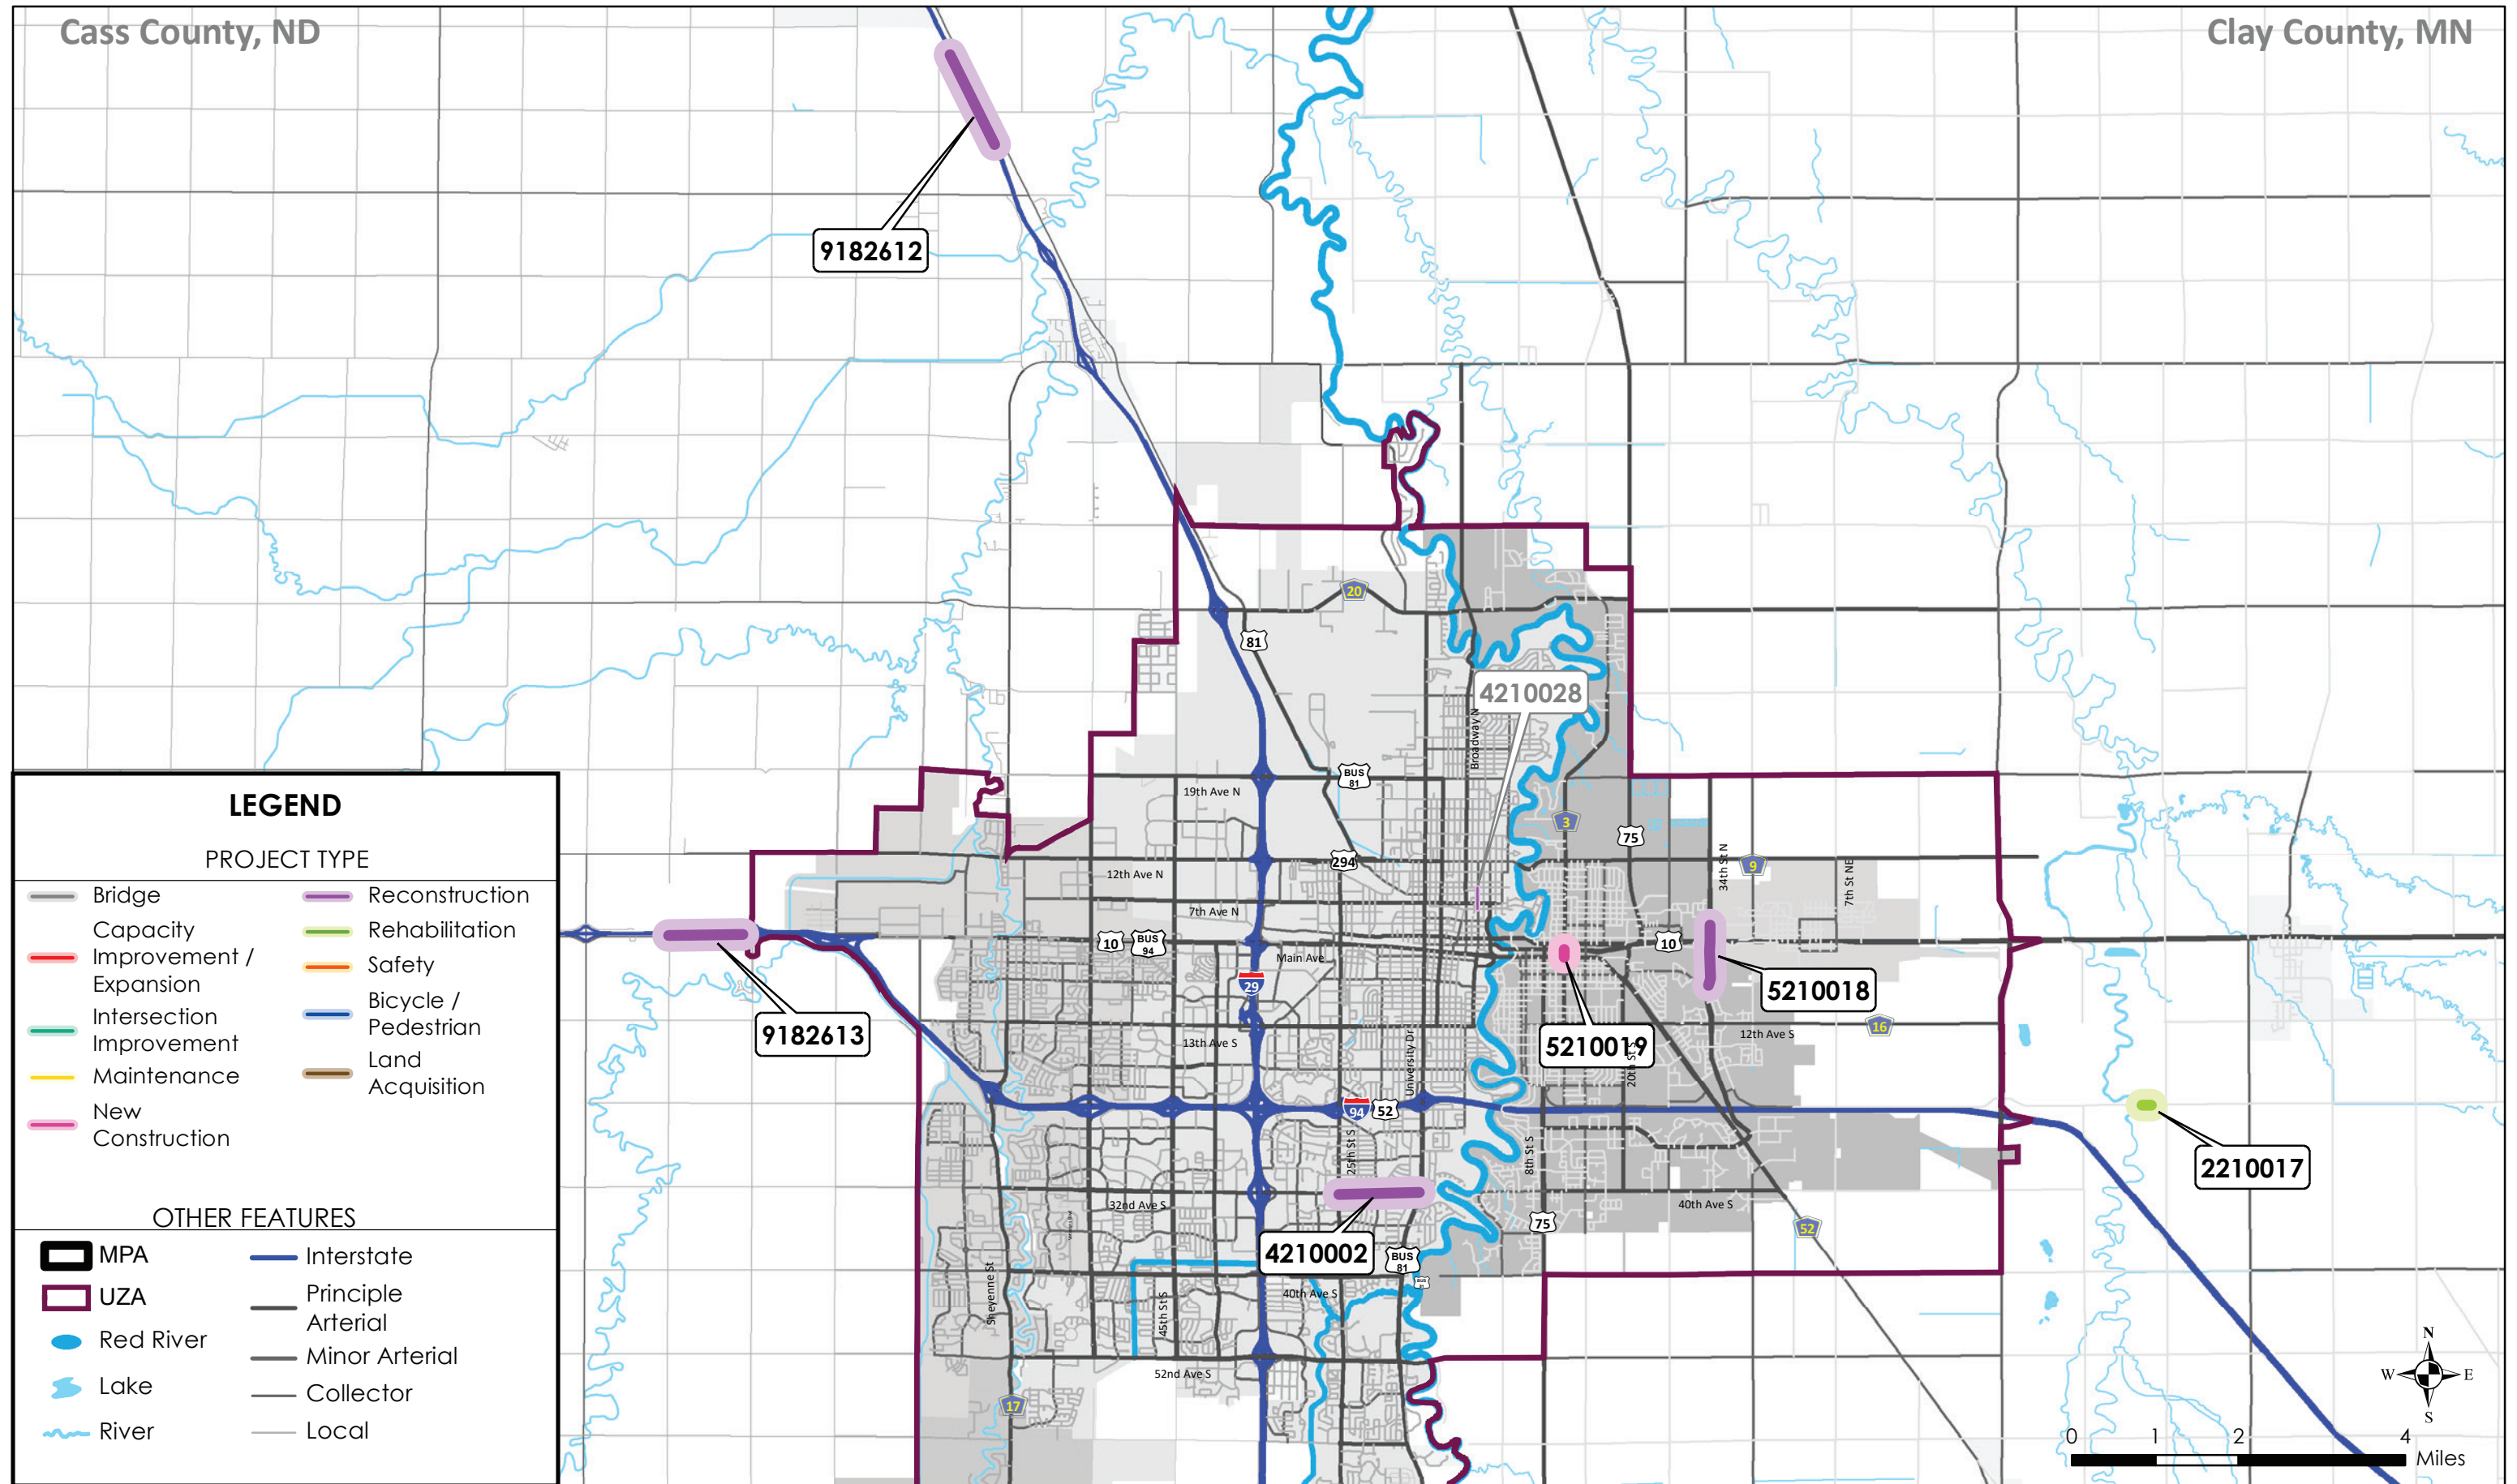 Cass County, ND
Clay County, MN
9182612
20
81
4210028
Broadway N
BUS
81
19th Ave N
3
75
34th St N
9
7th St NE
294
12th Ave N
7th Ave N
10
BUS
94
Main Ave
10
29
5210018
9182613
13th Ave S
University Dr
5210019
20th St S
12th Ave S
16
94
52
25th St S
8th St S
2210017
32nd Ave S
75
40th Ave S
52
4210002
BUS
81
Sheyenne St
45th St S
40th Ave S
BUS
52nd Ave S
17
LEGEND
PROJECT TYPE
Bridge
Capacity
Improvement /
Expansion
Intersection
Improvement
Maintenance
New
Construction
Reconstruction
Rehabilitation
Safety
Bicycle /
Pedestrian
Land
Acquisition
OTHER FEATURES
MPA
UZA
Red River
Lake
River
Interstate
Principle
Arterial
Minor Arterial
Collector
Local
N
W
E
S
0 1 2 4
Miles